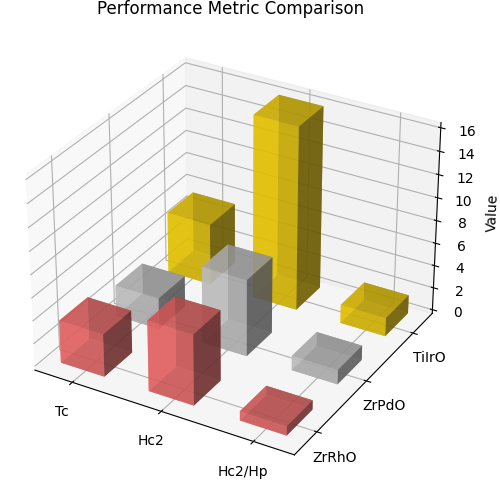 Performance Metric Comparison
16
14
12
10
8
6
4
2
0
Value
Tc
Hc2
Hc2/Hp
ZrRhO
ZrPdO
TiIrO